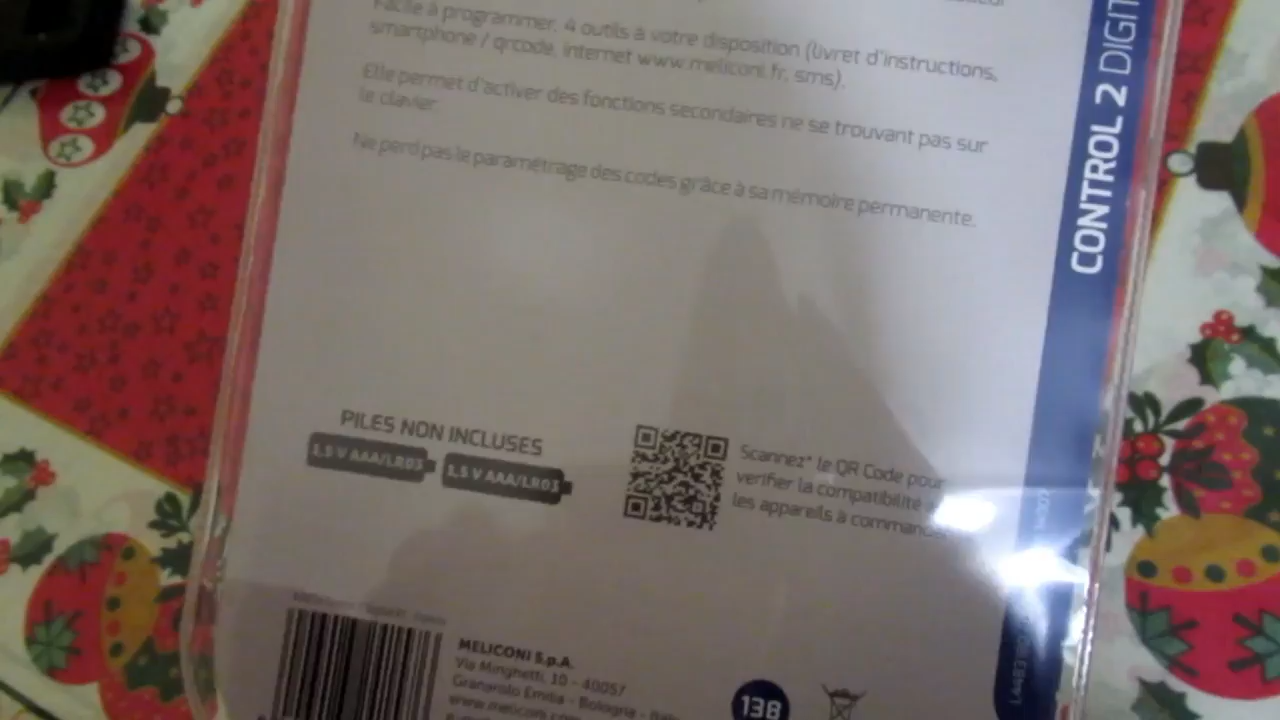 Facile à programmer. 4 outils à votre disposition (livret d'instructions,
smartphone / qrcode, internet www.meliconi.fr, sms).
Elle permet d'activer des fonctions secondaires ne se trouvant pas sur
le clavier.
Ne perd pas le paramétrage des codes grâce à sa mémoire permanente.
CONTROL 2 DIGIT
PILES NON INCLUSES
1,5 V AAA/LR03
1,5 V AAA/LR03
Scannez* le QR Code pour
verifier la compatibilité
les appareils à comman
MELICONI S.p.A.
Via Minghetti, 10 - 40057
Granarolo Emilia - Bologna - Italy
www.meliconi.com
138